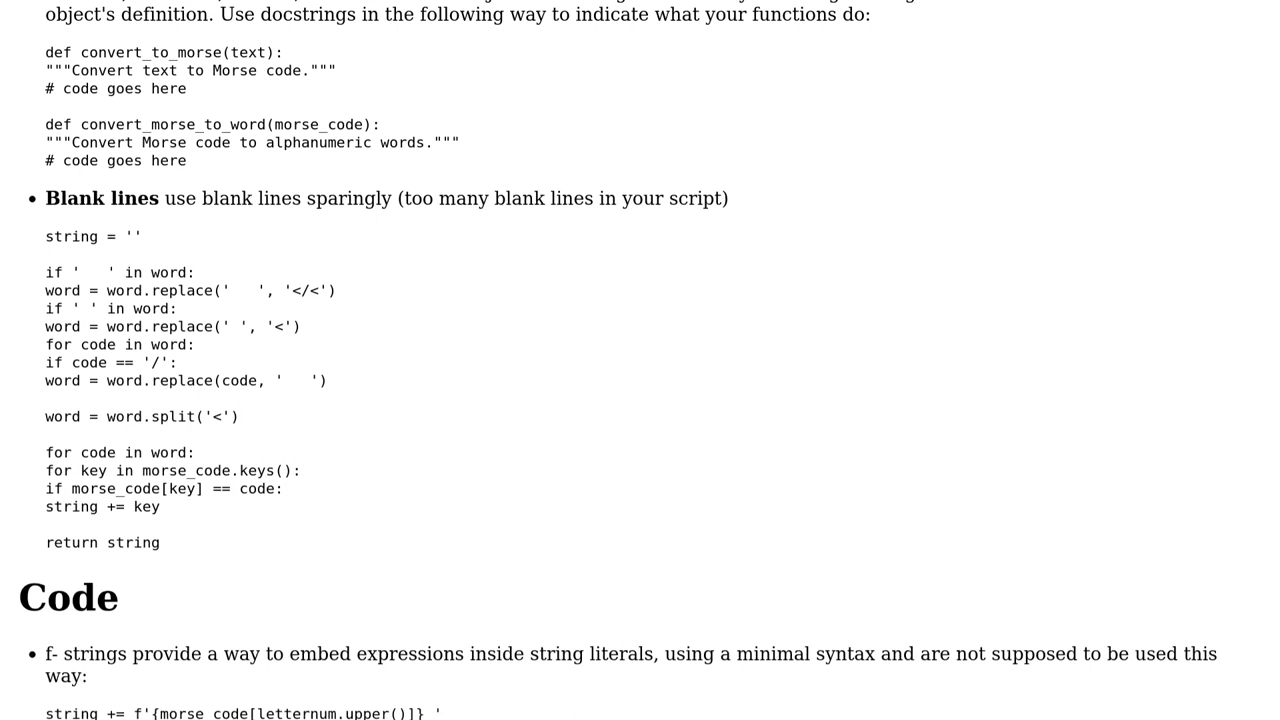 object's definition. Use docstrings in the following way to indicate what your functions do:
def convert_to_morse(text):
"""Convert text to Morse code."""
# code goes here
def convert_morse_to_word(morse_code):
"""Convert Morse code to alphanumeric words."""
# code goes here
• Blank lines use blank lines sparingly (too many blank lines in your script)
string = ''
if '   ' in word:
word = word.replace('   ', '</<')
if ' ' in word:
word = word.replace(' ', '<')
for code in word:
if code == '/':
word = word.replace(code, '   ')
word = word.split('<')
for code in word:
for key in morse_code.keys():
if morse_code[key] == code:
string += key
return string
Code
• f- strings provide a way to embed expressions inside string literals, using a minimal syntax and are not supposed to be used this
way:
string += f'{morse_code[letternum.upper()]} '